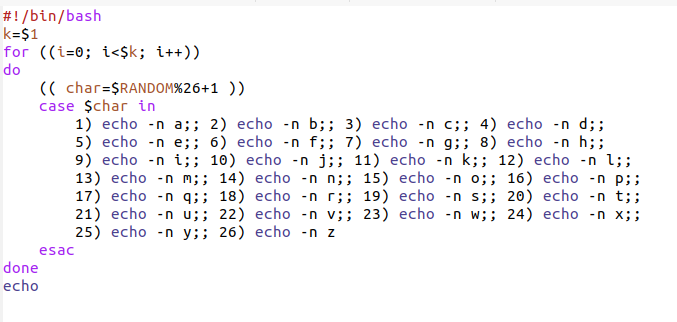 #!/bin/bash
k=$1
for ((i=0; i<$k; i++))
do
    (( char=$RANDOM%26+1 ))
    case $char in
        1) echo -n a;; 2) echo -n b;; 3) echo -n c;; 4) echo -n d;;
        5) echo -n e;; 6) echo -n f;; 7) echo -n g;; 8) echo -n h;;
        9) echo -n i;; 10) echo -n j;; 11) echo -n k;; 12) echo -n l;;
        13) echo -n m;; 14) echo -n n;; 15) echo -n o;; 16) echo -n p;;
        17) echo -n q;; 18) echo -n r;; 19) echo -n s;; 20) echo -n t;;
        21) echo -n u;; 22) echo -n v;; 23) echo -n w;; 24) echo -n x;;
        25) echo -n y;; 26) echo -n z
    esac
done
echo